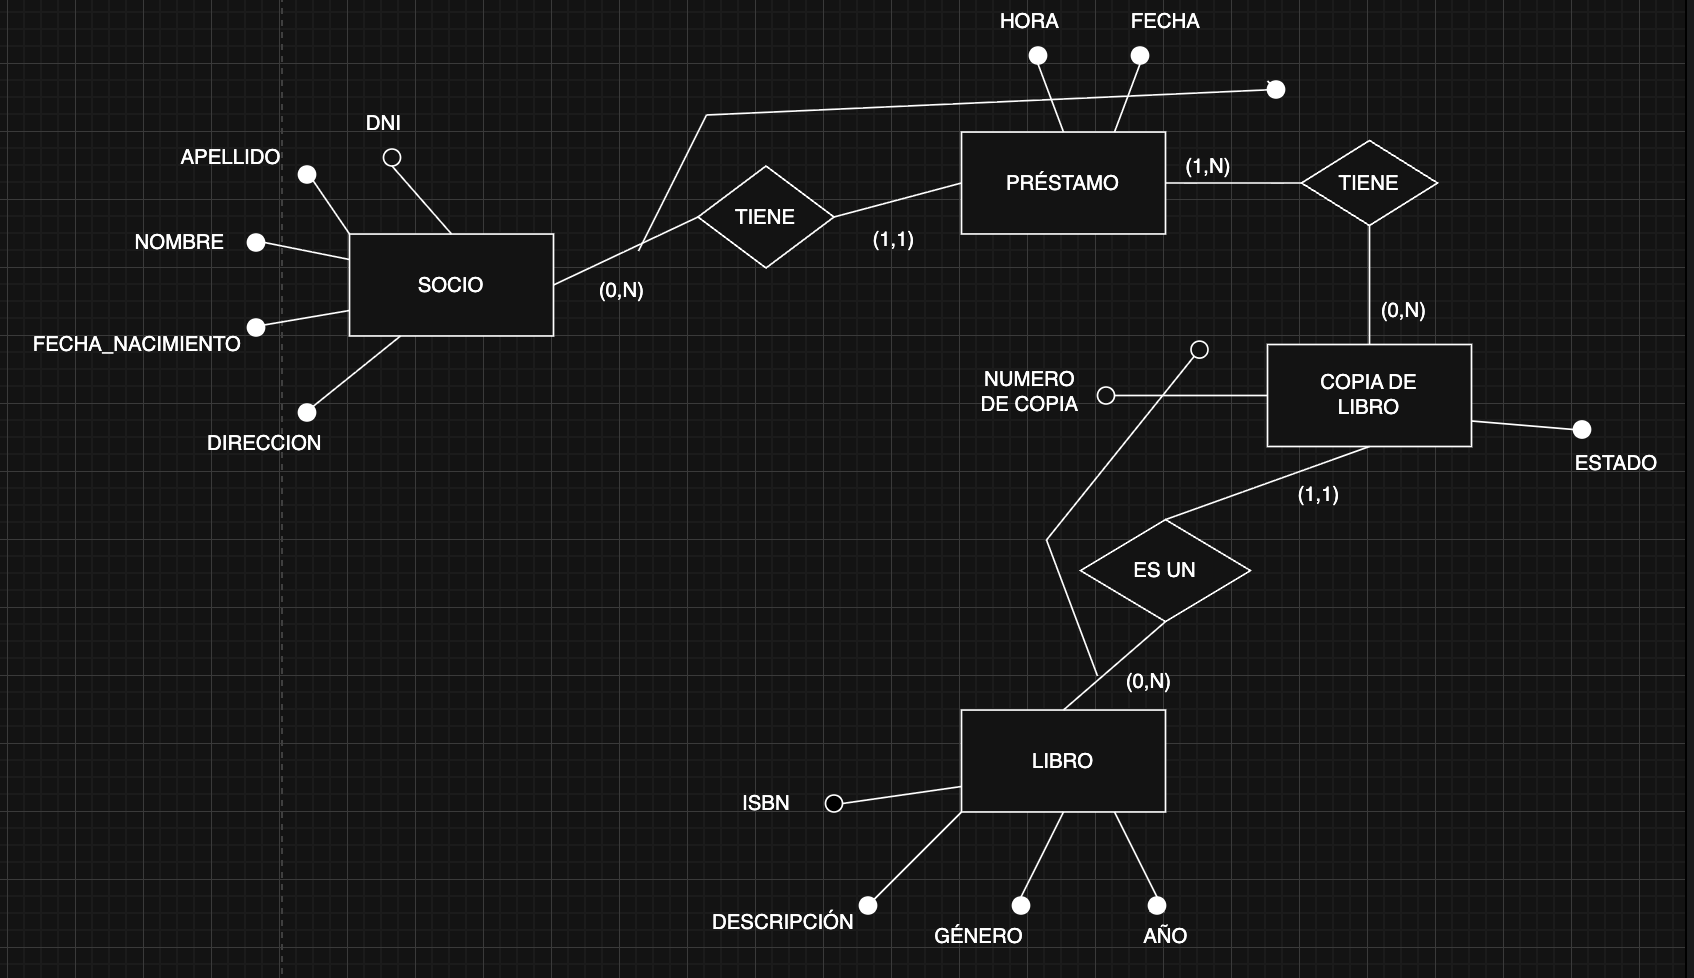 HORA
FECHA
DNI
APELLIDO
NOMBRE
SOCIO
FECHA_NACIMIENTO
DIRECCION
(0,N)
TIENE
(1,1)
PRÉSTAMO
(1,N)
TIENE
(0,N)
NUMERO
DE COPIA
COPIA DE
LIBRO
ESTADO
(1,1)
ES UN
(0,N)
LIBRO
ISBN
DESCRIPCIÓN
GÉNERO
AÑO